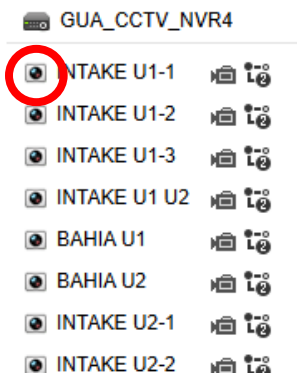 GUA_CCTV_NVR4
INTAKE U1-1
INTAKE U1-2
INTAKE U1-3
INTAKE U1 U2
BAHIA U1
BAHIA U2
INTAKE U2-1
INTAKE U2-2